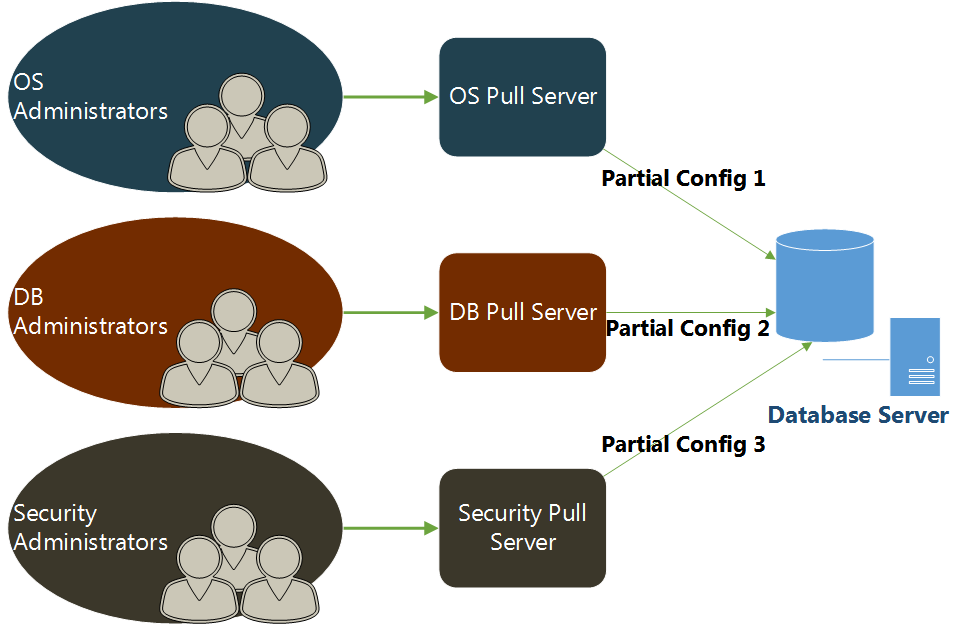 OS
Administrators
OS Pull Server
Partial Config 1
DB
Administrators
DB Pull Server
Partial Config 2
Database Server
Partial Config 3
Security
Administrators
Security Pull
Server